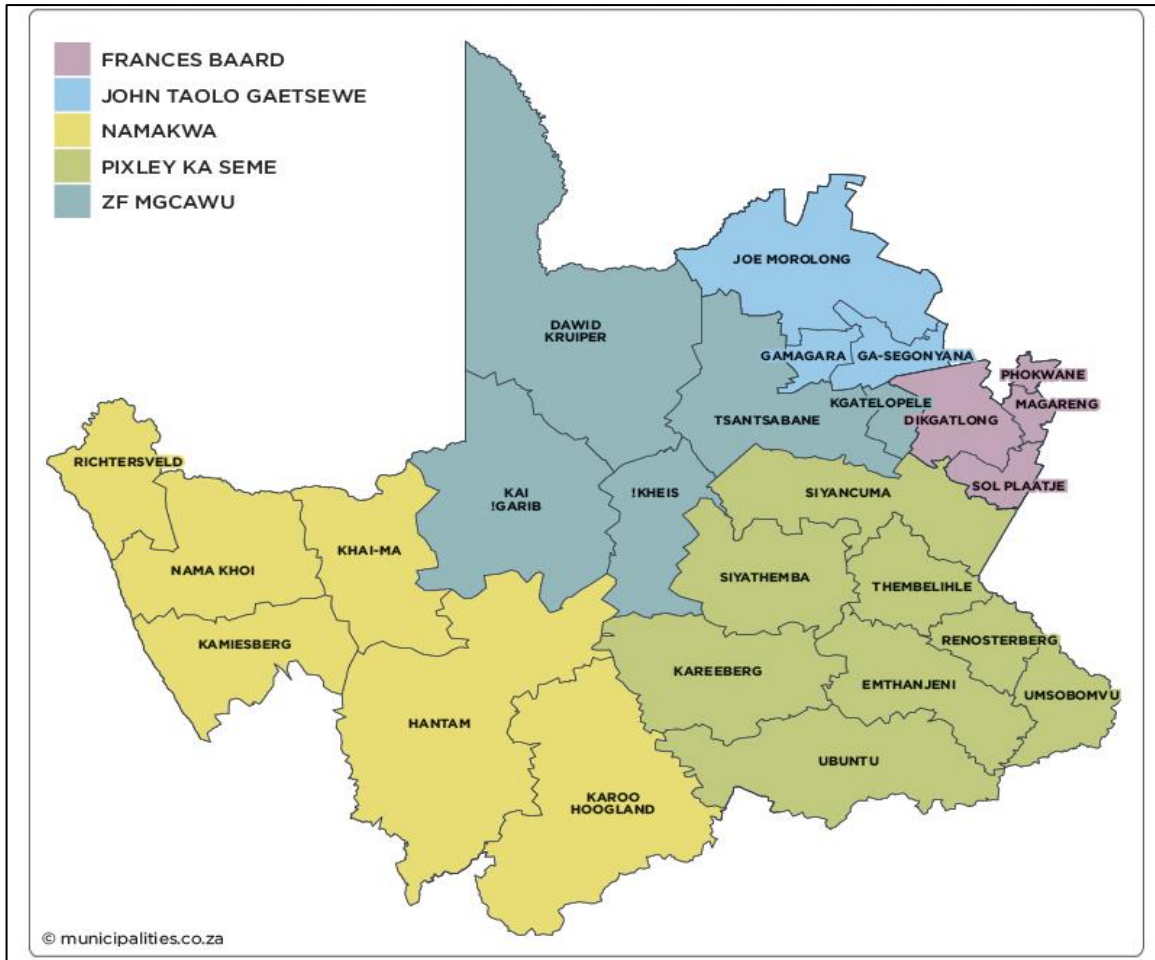 FRANCES BAARD
JOHN TAOLO GAETSEWE
NAMAKWA
PIXLEY KA SEME
ZF MGCAWU
JOE MOROLONG
DAWID
KRUIPER
GAMAGARA
GA-SEGONYANA
PHOKWANE
KGATELOPELE
MAGARENG
TSANTSABANE
DIKGATLONG
RICHTERSVELD
SOL PLAATJE
KAI
!GARIB
!KHEIS
SIYANCUMA
KHAI-MA
NAMA KHOI
SIYATHEMBA
THEMBELIHLE
KAMIESBERG
RENOSTERBERG
KAREEBERG
EMTHANJENI
UMSOBOMVU
HANTAM
UBUNTU
KAROO
HOOGLAND
© municipalities.co.za